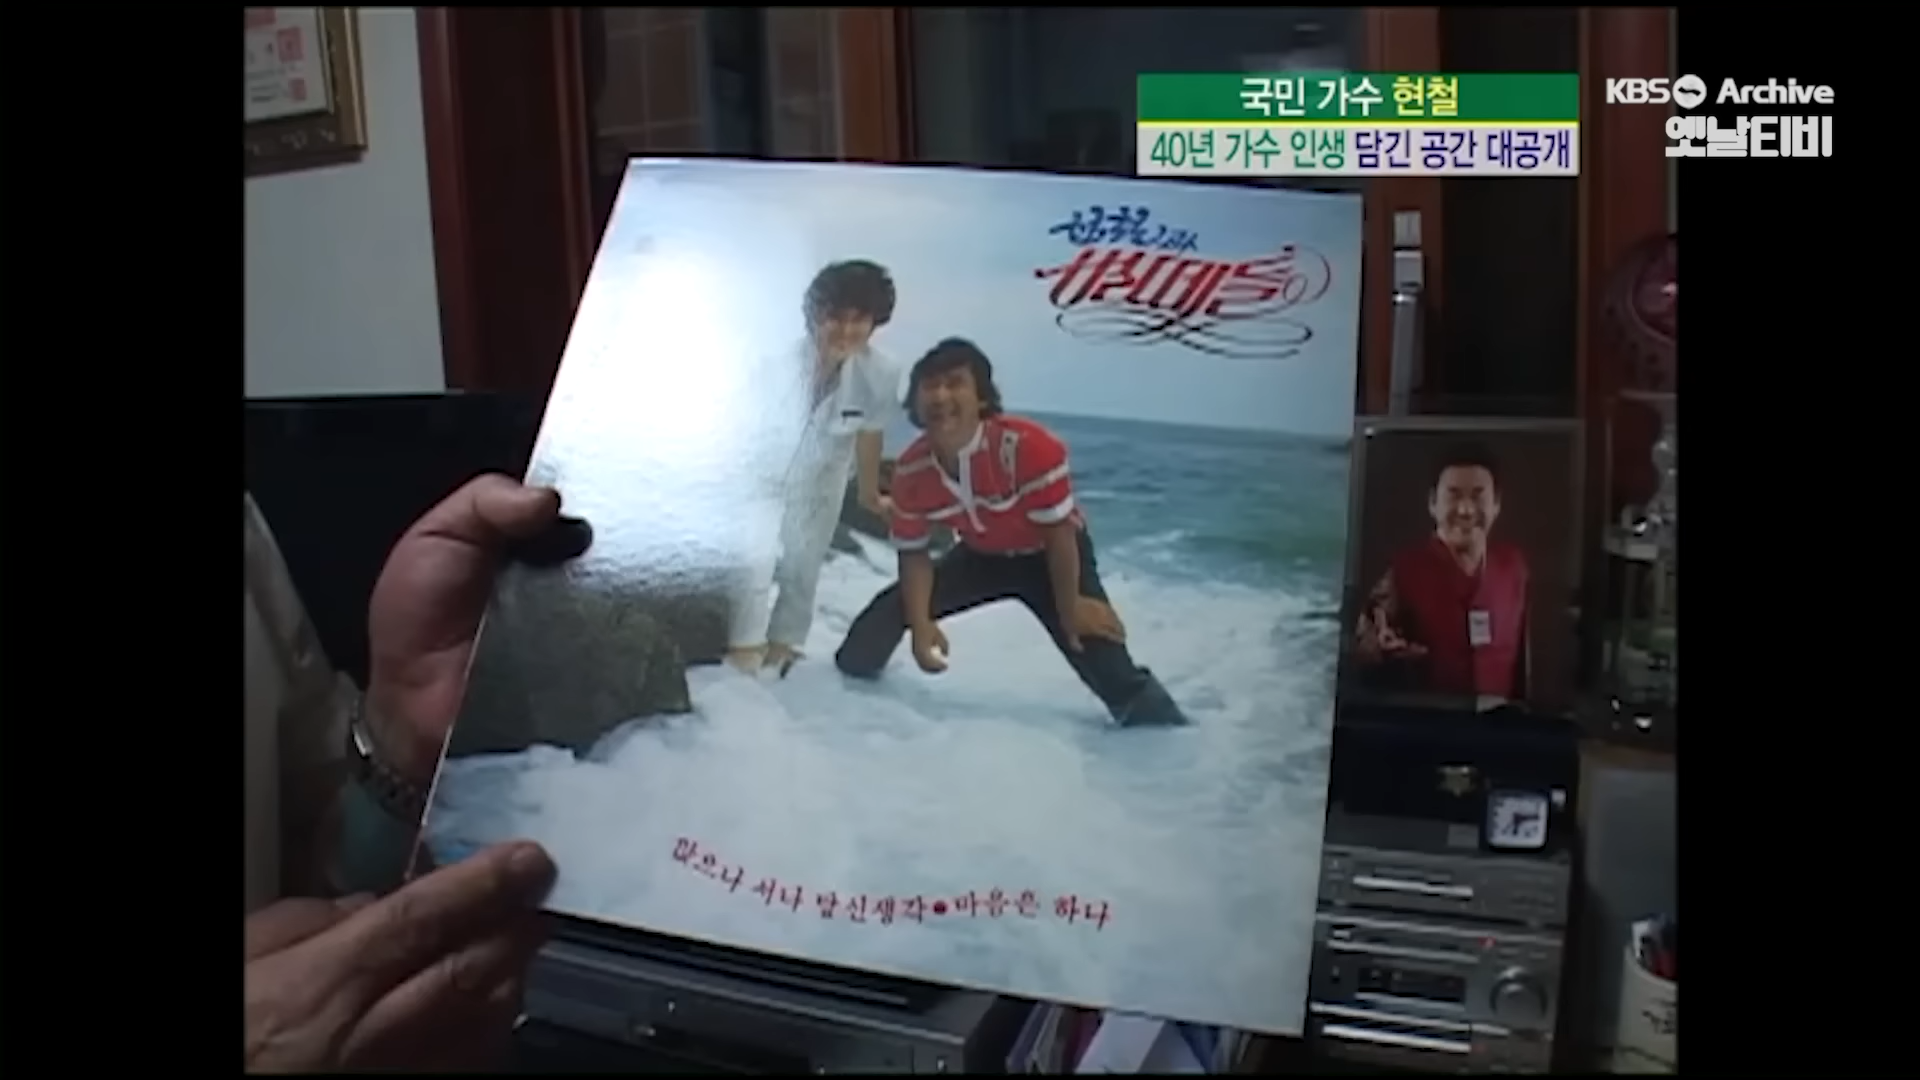 국민 가수 현철
40년 가수 인생 담긴 공간 대공개
KBS Archive
옛날티비
현철과
벌떼들
앉으나 서나 당신생각●마음은 하나